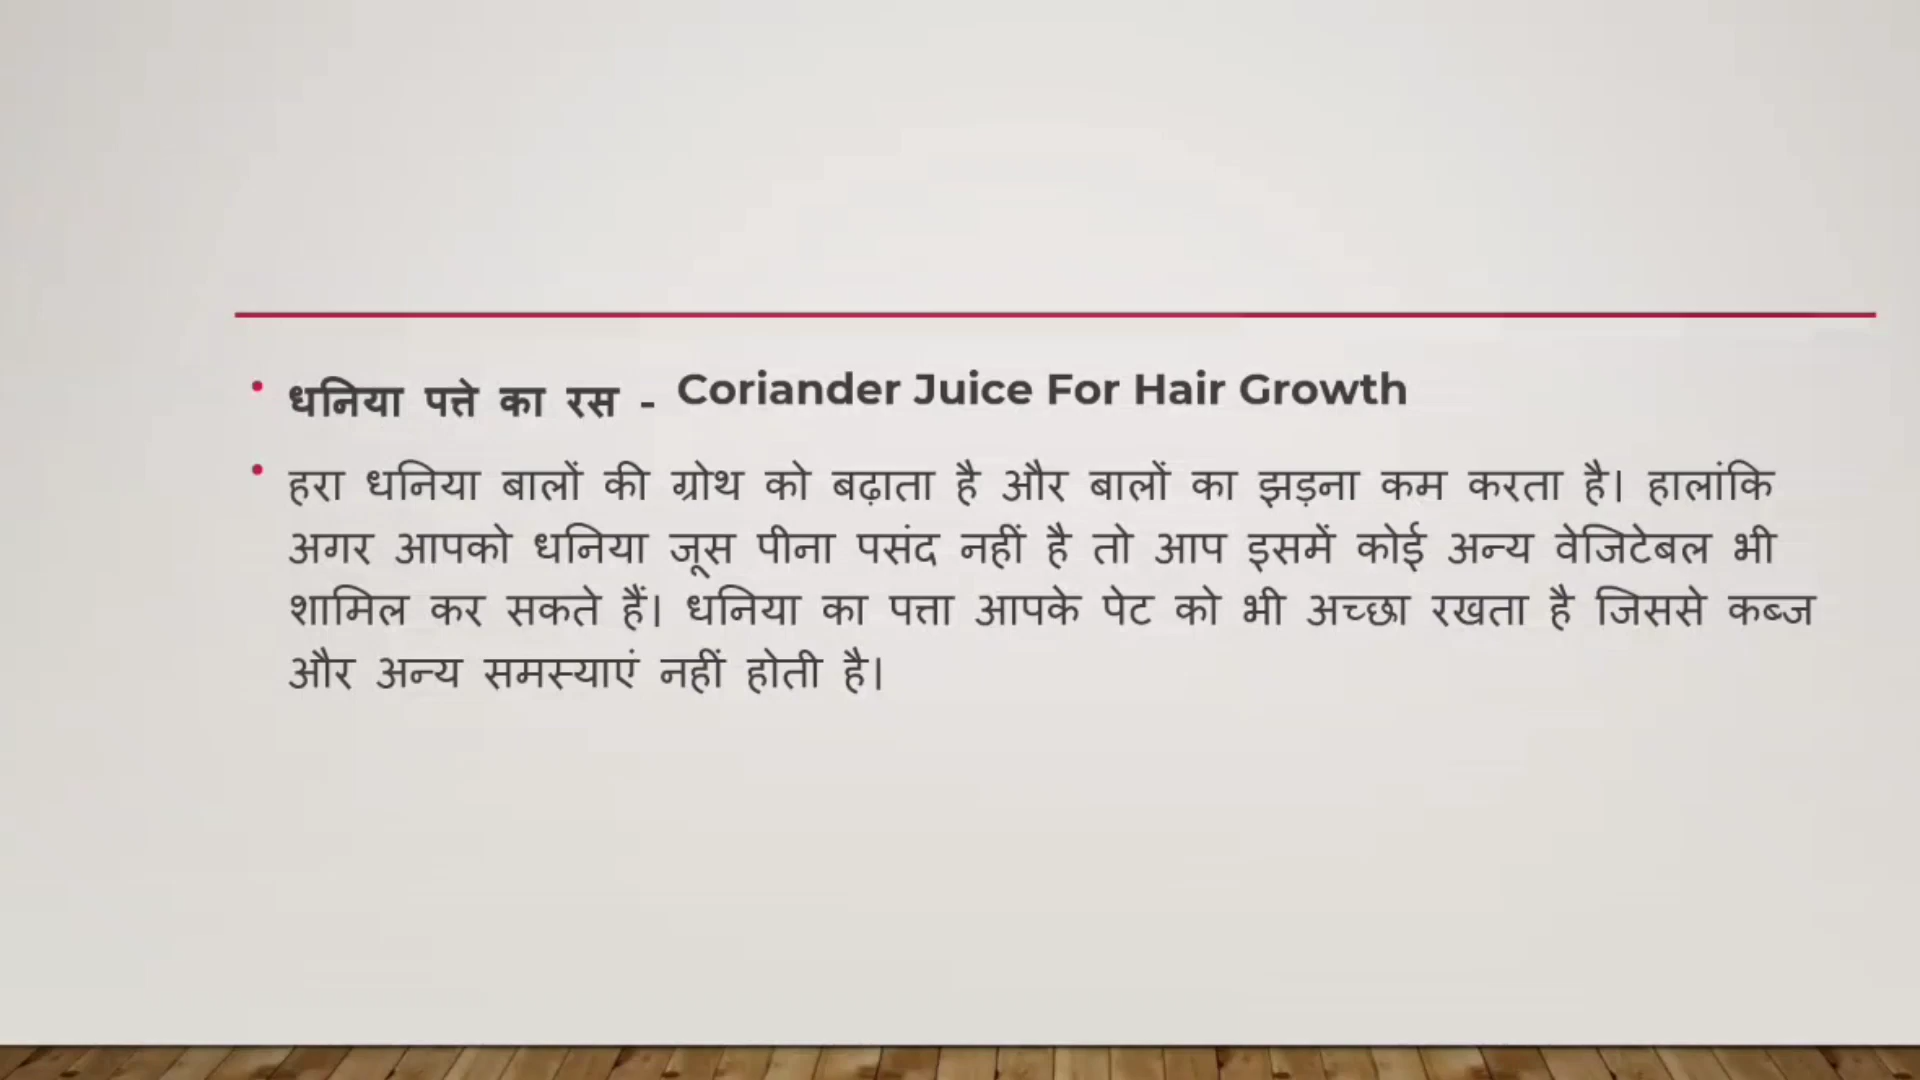 धनिया पत्ते का रस - Coriander Juice For Hair Growth
हरा धनिया बालों की ग्रोथ को बढ़ाता है और बालों का झड़ना कम करता है। हालांकि
अगर आपको धनिया जूस पीना पसंद नहीं है तो आप इसमें कोई अन्य वेजिटेबल भी
शामिल कर सकते हैं। धनिया का पत्ता आपके पेट को भी अच्छा रखता है जिससे कब्ज
और अन्य समस्याएं नहीं होती है।